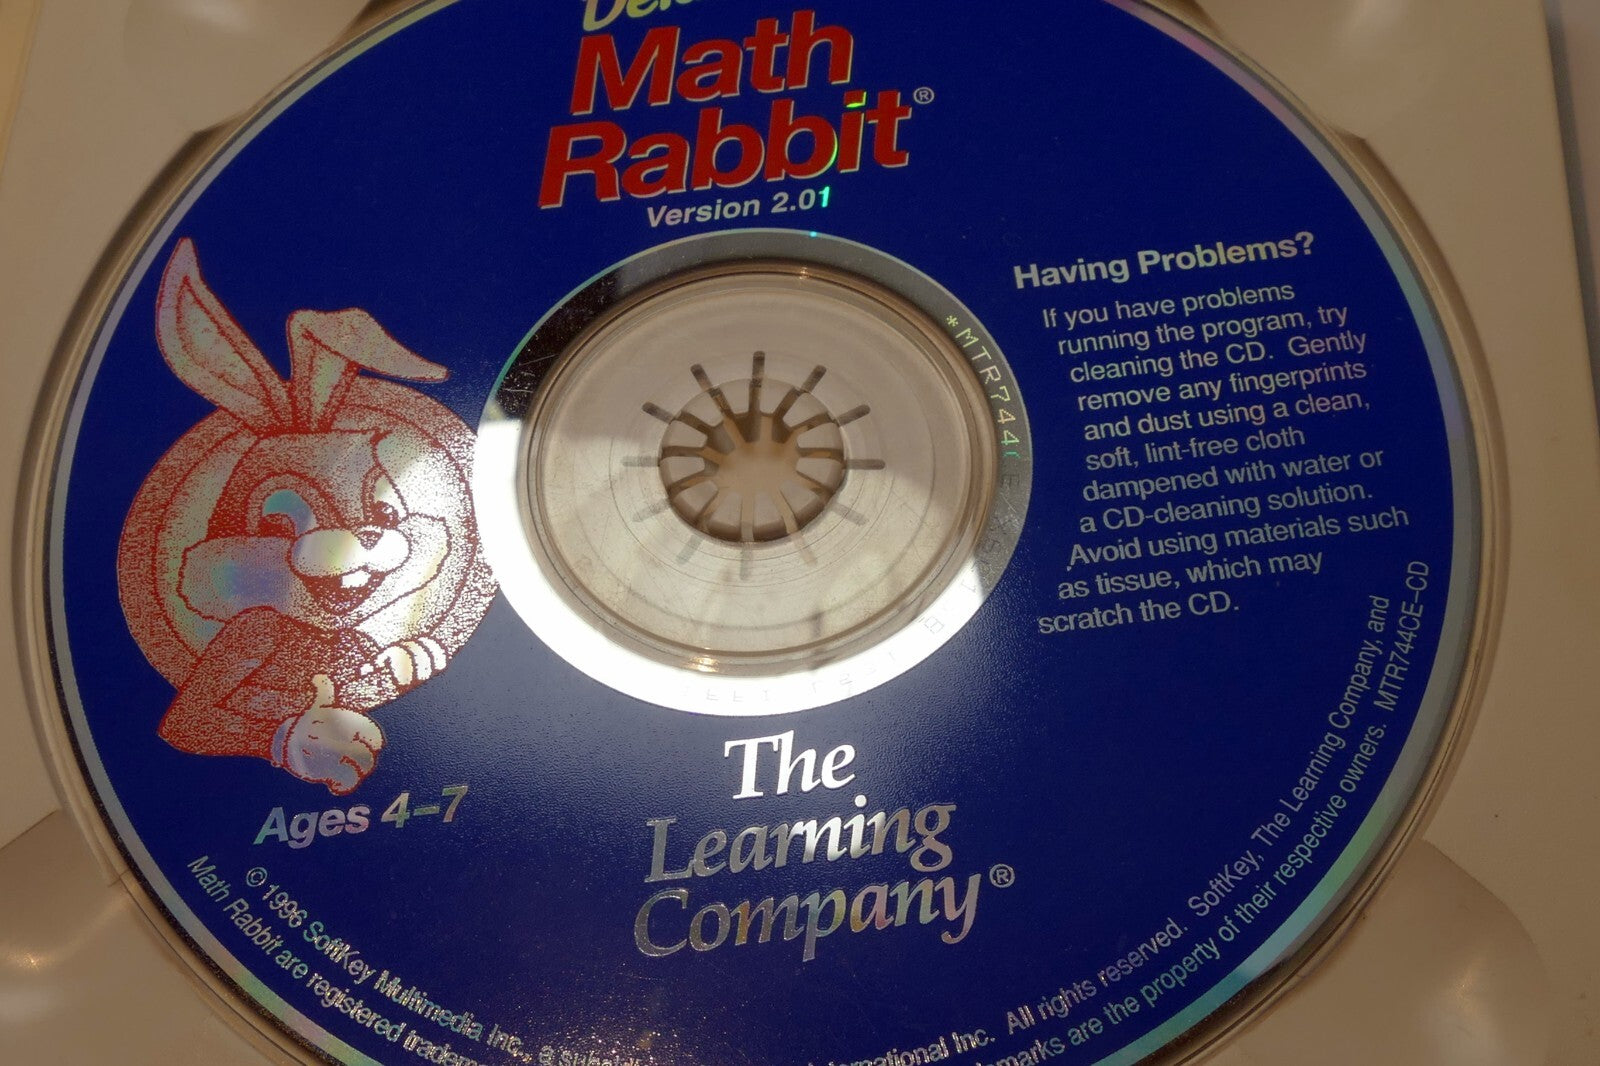 Math
Rabbit®
Version 2.01
Having Problems?
If you have problems
running the program, try
cleaning the CD. Gently
remove any fingerprints
and dust using a clean,
soft, lint-free cloth
dampened with water or
a CD-cleaning solution.
Avoid using materials such
as tissue, which may
scratch the CD.
*MTR744CE
The
Learning
Company®
Ages 4–7
© 1996 SoftKey Multimedia Inc., a International Inc. All rights reserved. SoftKey, The Learning Company, and
Math Rabbit are registered are the property of their respective owners. MTR744CE–CD